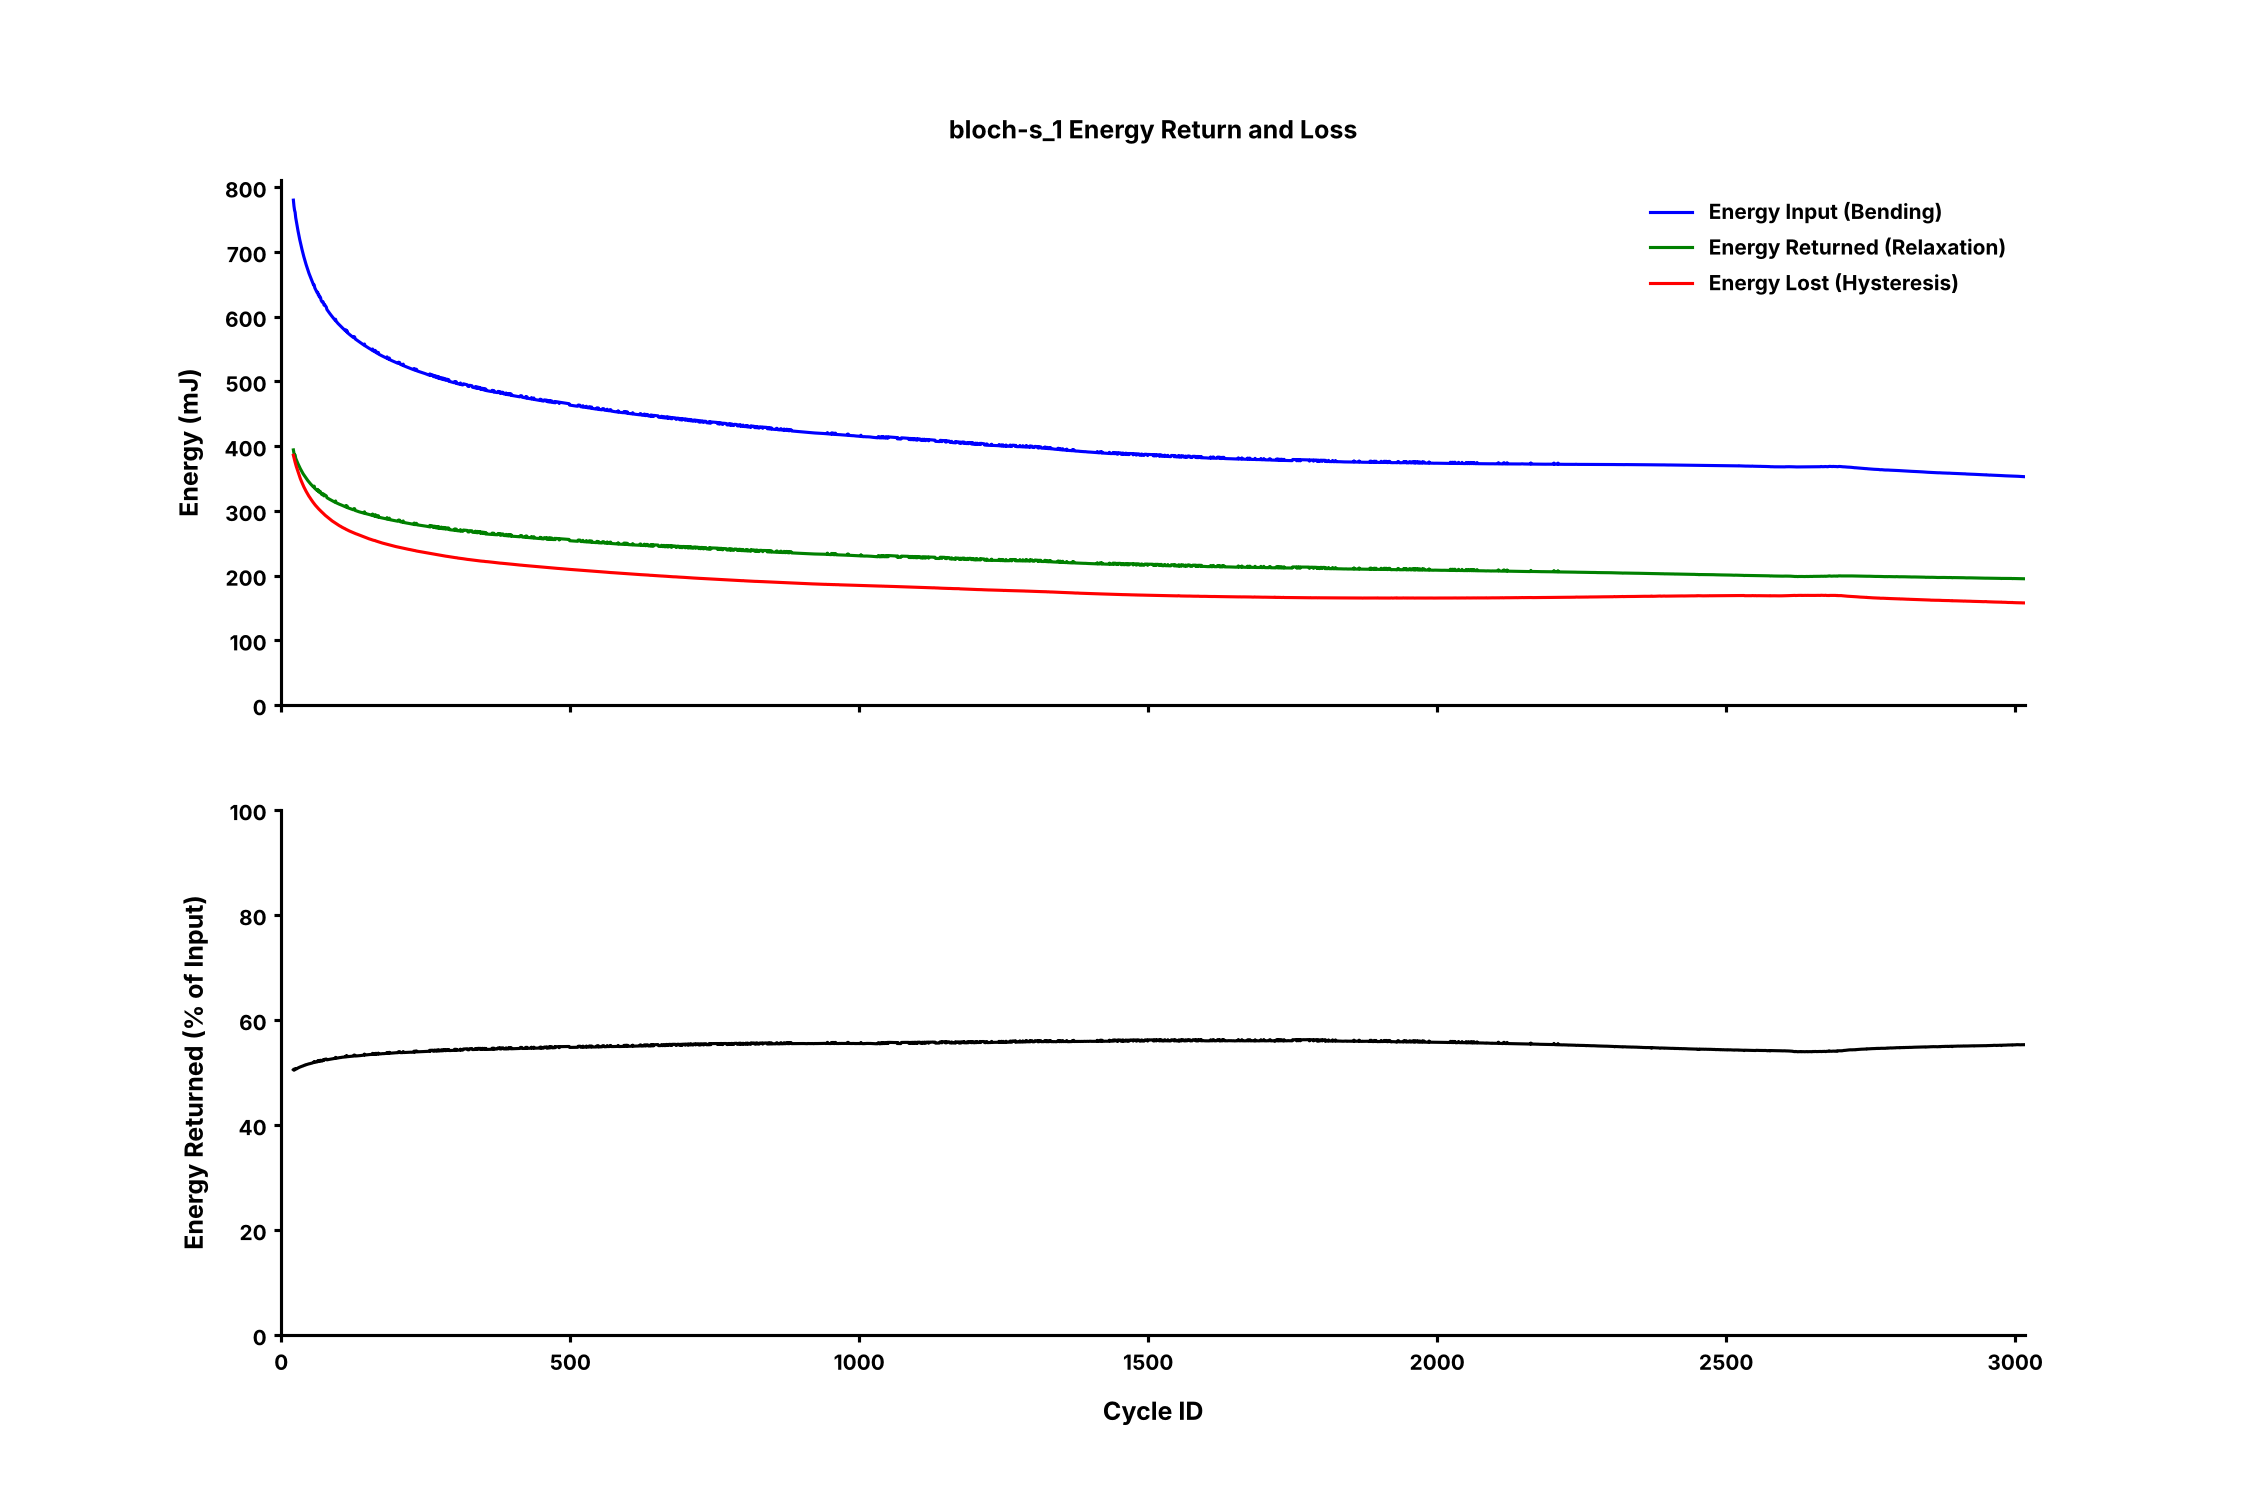 bloch-s_1 Energy Return and Loss
800
700
600
500
400
300
200
100
0
Energy (mJ)
Energy Input (Bending)
Energy Returned (Relaxation)
Energy Lost (Hysteresis)
100
80
60
40
20
0
Energy Returned (% of Input)
0 500 1000 1500 2000 2500 3000
Cycle ID